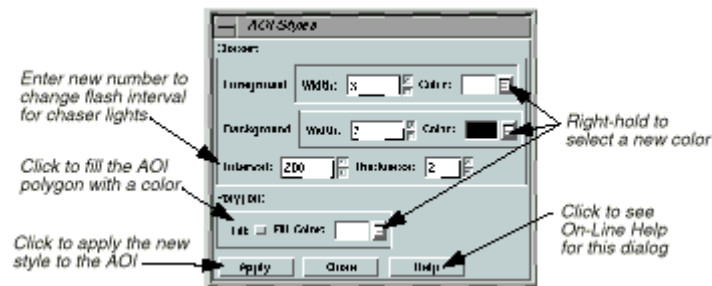 AOI Styles
Chaser:
Enter new number to
change flash interval
for chaser lights
Foreground Width: Color:
Background Width: Color:
Right-hold to
select a new color
Interval: 200 Thickness: 2
Click to fill the AOI
polygon with a color
Polygon:
Fill: Fill Color:
Click to see
On-Line Help
for this dialog
Click to apply the new
style to the AOI
Apply Close Help